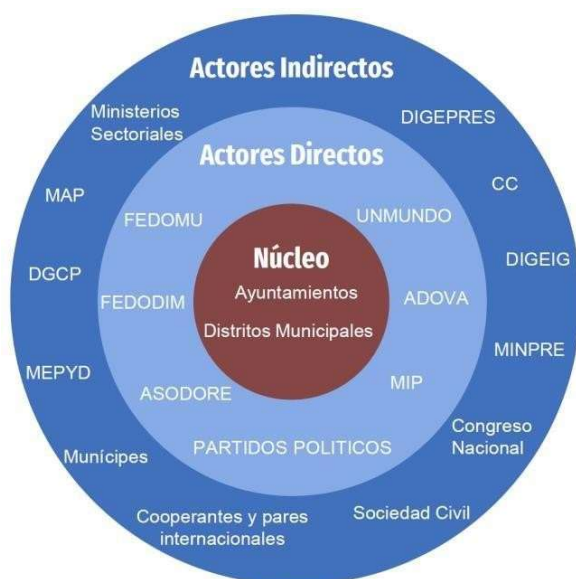 Actores Indirectos
Ministerios
Sectoriales
DIGEPRES
Actores Directos
MAP
CC
FEDOMU
UNMUNDO
Núcleo
DGCP
DIGEIG
Ayuntamientos
FEDODIM
ADOVA
Distritos Municipales
MINPRE
MEPYD
MIP
ASODORE
Congreso
Nacional
PARTIDOS POLITICOS
Munícipes
Cooperantes y pares
internacionales
Sociedad Civil